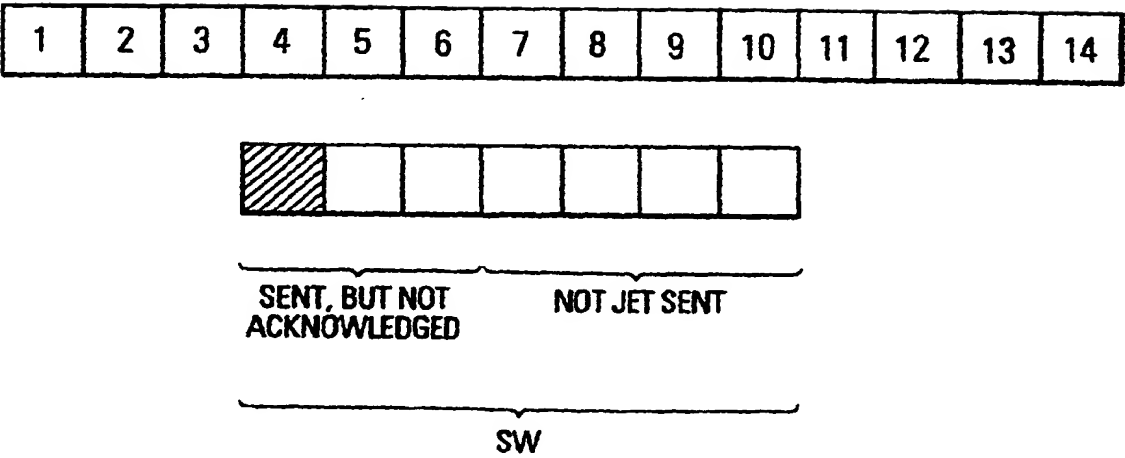 1 2 3 4 5 6 7 8 9 10 11 12 13 14
SENT, BUT NOT
ACKNOWLEDGED
NOT JET SENT
SW